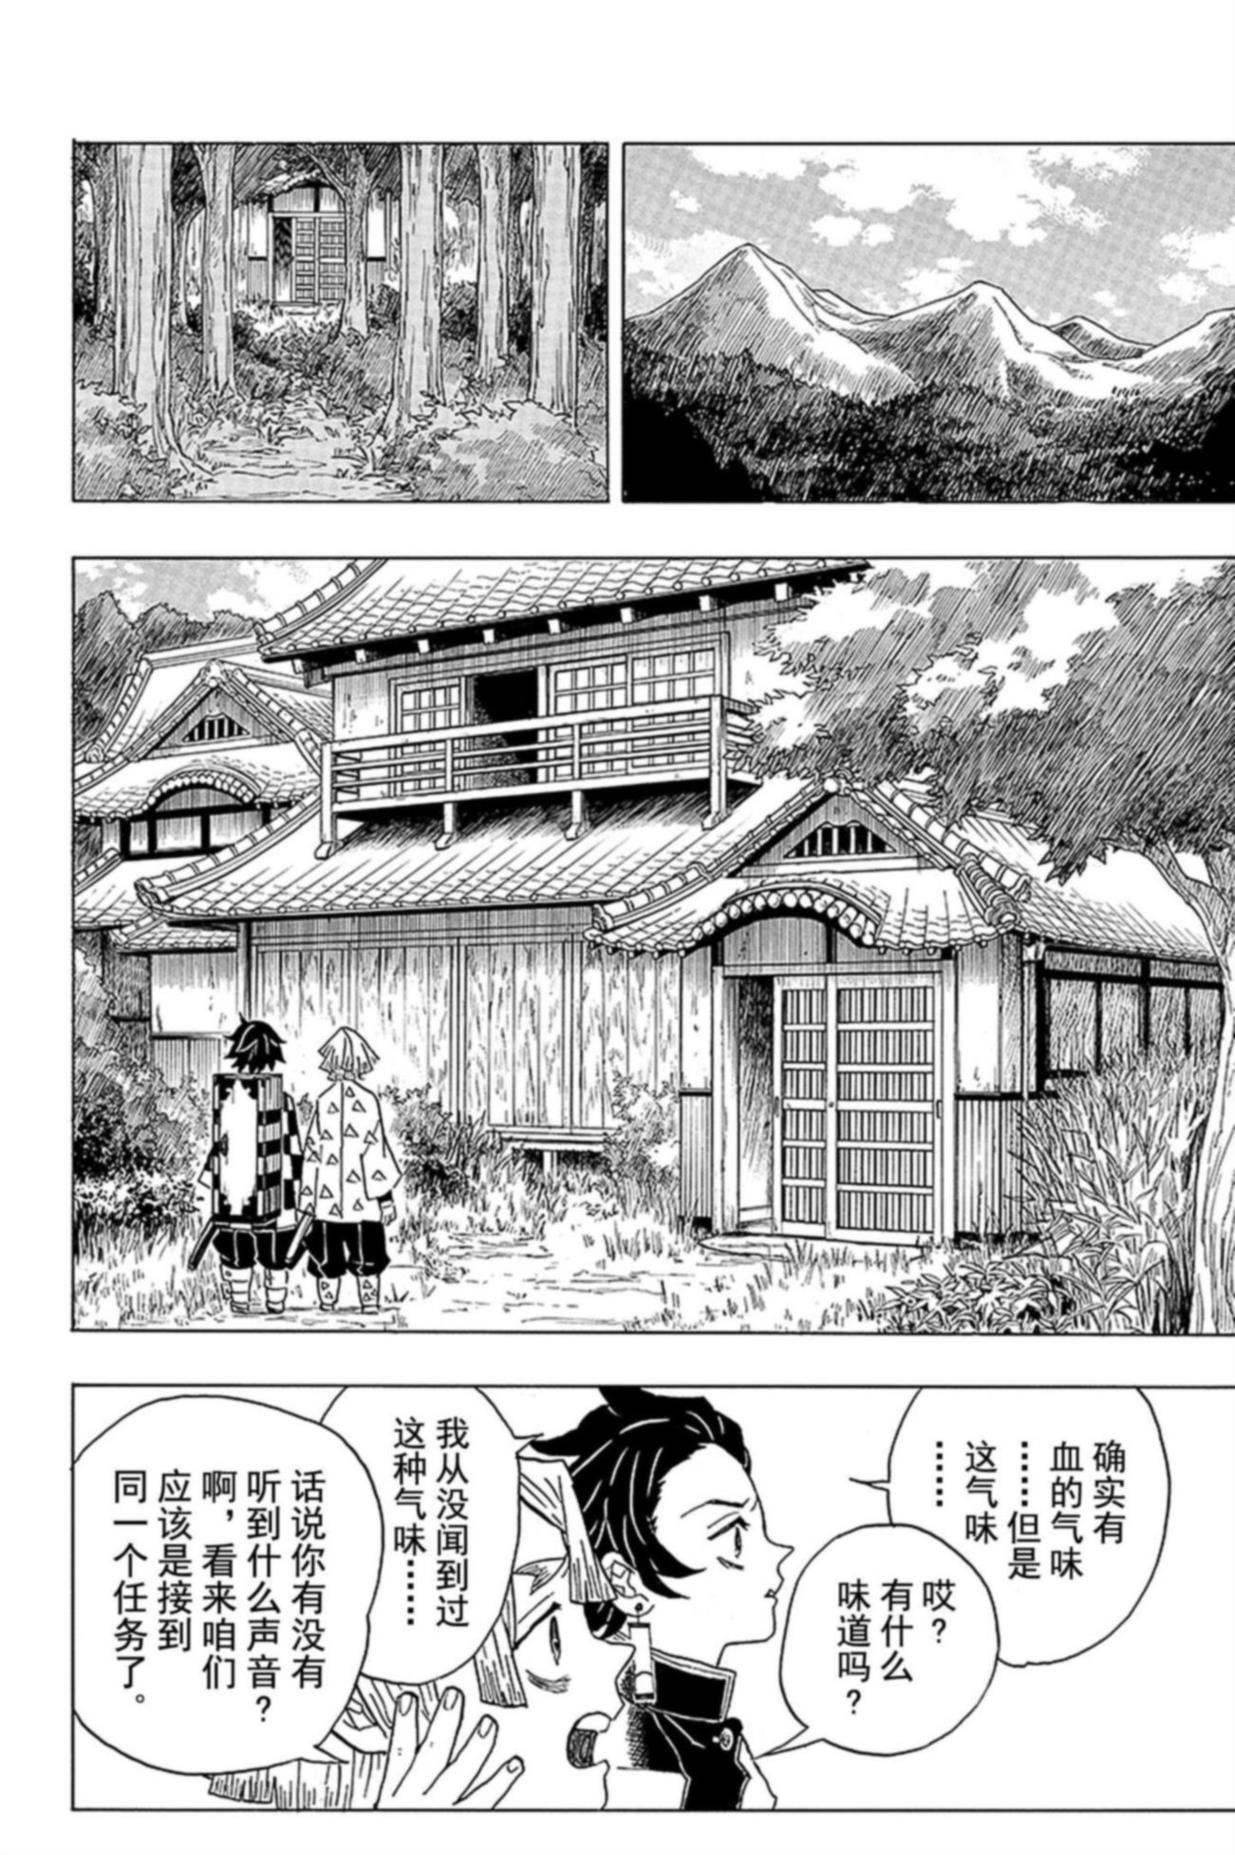 确实有
血的气味
……但是
这气味
……
我从没闻到过
这种气味……
哎？
有什么
味道吗？
话说你有没有
听到什么声音？
啊，看来咱们
应该是接到
同一个任务了。